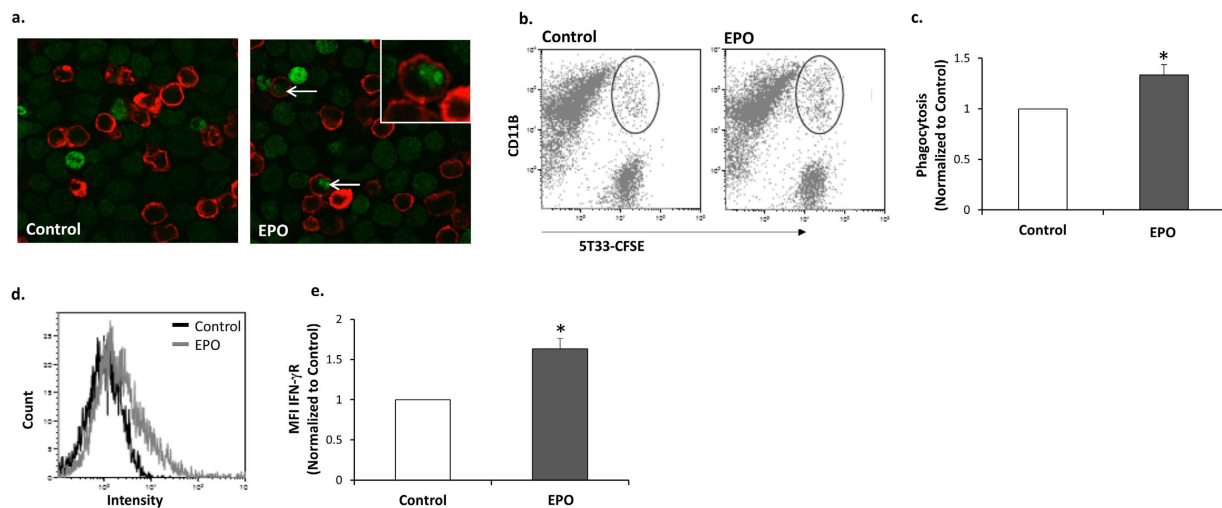 a.
Control
EPO
b.
Control
EPO
CD11B
5T33-CFSE
c.
Phagocytosis
(Normalized to Control)
1.5
1
0.5
0
*
Control
EPO
d.
Control
EPO
Count
Intensity
e.
MFI IFN-γR
(Normalized to Control)
2
1.5
1
0.5
0
*
Control
EPO